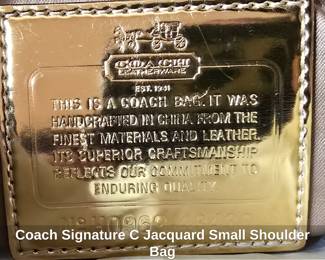 COACH
LEATHERWARE
EST. 1941
THIS IS A COACH BAG. IT WAS
HANDCRAFTED IN CHINA FROM THE
FINEST MATERIALS AND LEATHER.
ITS SUPERIOR CRAFTSMANSHIP
REFLECTS OUR COMMITMENT TO
ENDURING QUALITY.
Coach Signature C Jacquard Small Shoulder
Bag